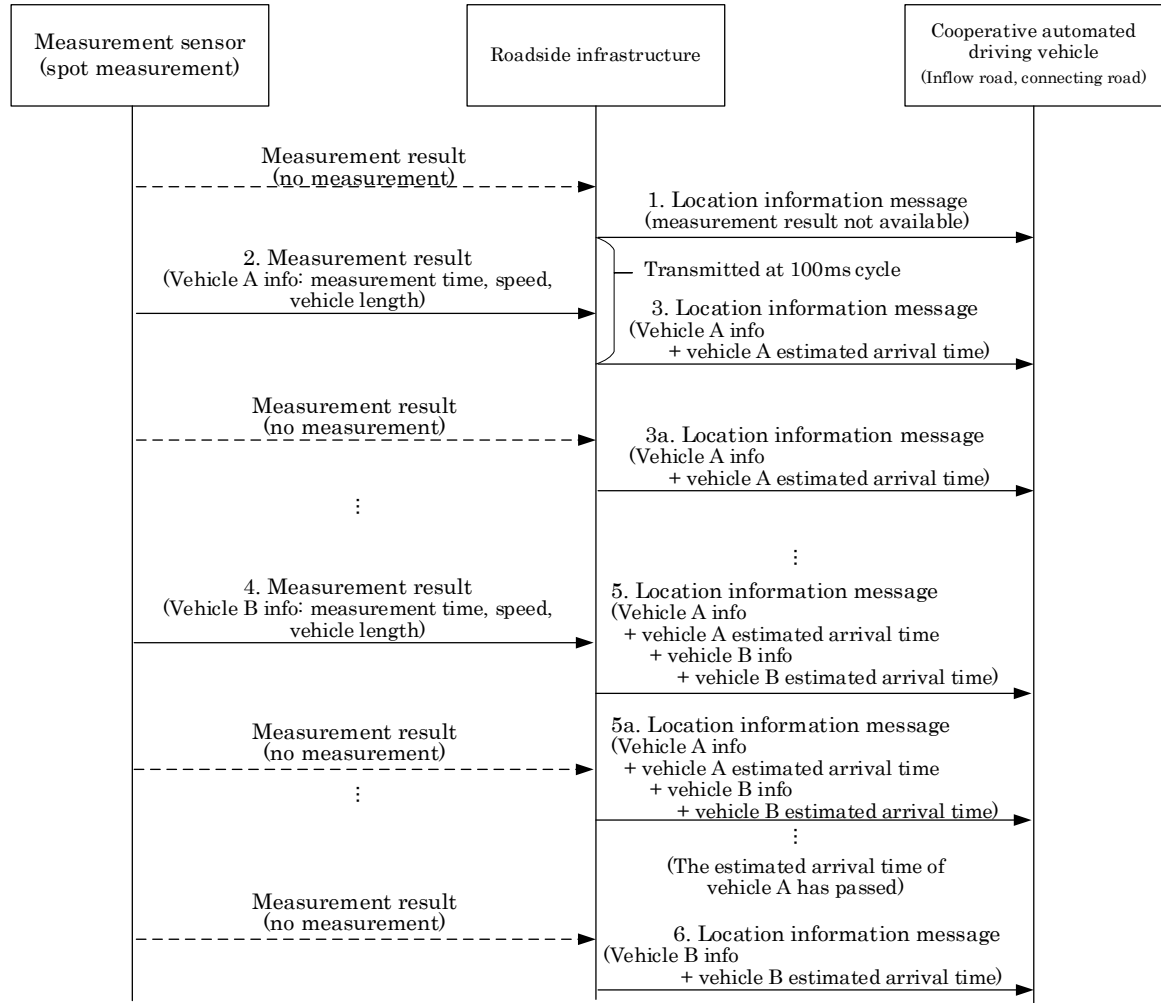 Measurement sensor
(spot measurement)
Roadside infrastructure
Cooperative automated
driving vehicle
(Inflow road, connecting road)
Measurement result
(no measurement)
1. Location information message
(measurement result not available)
2. Measurement result
(Vehicle A info: measurement time, speed,
vehicle length)
Transmitted at 100ms cycle
3. Location information message
(Vehicle A info
+ vehicle A estimated arrival time)
Measurement result
(no measurement)
3a. Location information message
(Vehicle A info
+ vehicle A estimated arrival time)
⋮
⋮
4. Measurement result
(Vehicle B info: measurement time, speed,
vehicle length)
5. Location information message
(Vehicle A info
+ vehicle A estimated arrival time
+ vehicle B info
+ vehicle B estimated arrival time)
Measurement result
(no measurement)
⋮
5a. Location information message
(Vehicle A info
+ vehicle A estimated arrival time
+ vehicle B info
+ vehicle B estimated arrival time)
⋮
(The estimated arrival time of
vehicle A has passed)
Measurement result
(no measurement)
6. Location information message
(Vehicle B info
+ vehicle B estimated arrival time)